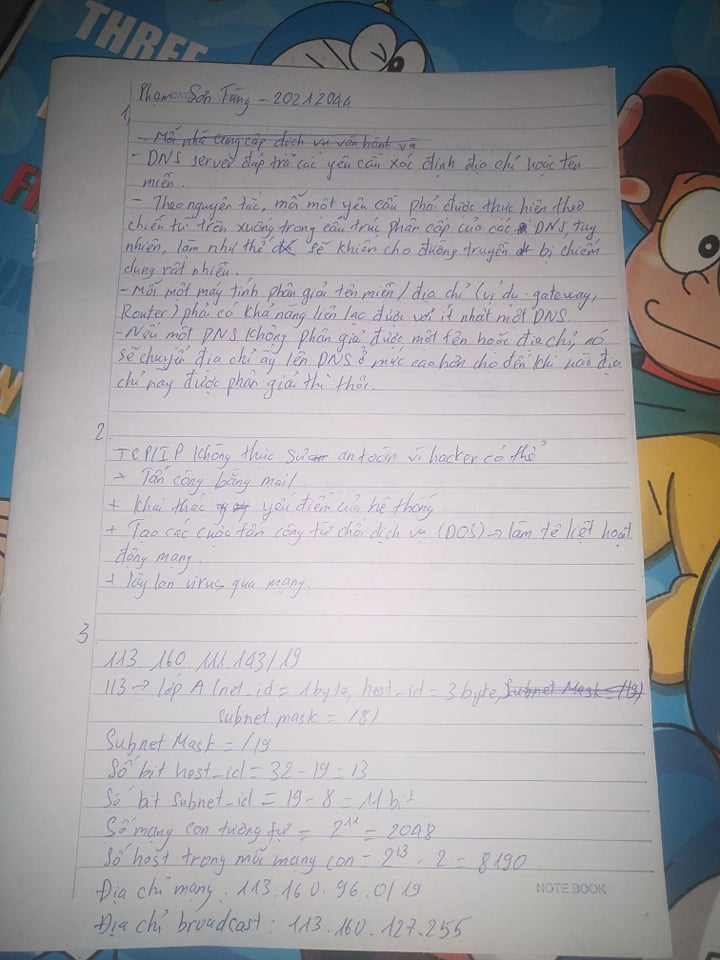 THREE
Phạm Sơn Tùng - 20212044
1,
- Mỗi nhà cung cấp dịch vụ vận hành và
- DNS server đáp trả các yêu cầu xác định địa chỉ hoặc tên
miền.
- Theo nguyên tắc, mỗi một yêu cầu phải được thực hiện theo
chiến từ trên xuống trong cấu trúc phân cấp của các DNS, tuy
nhiên, làm như thế sẽ khiến cho đường truyền bị chiếm
dụng rất nhiều.
- Mỗi một máy tính phân giải tên miền / địa chỉ (ví dụ: gateway,
Router) phải có khả năng liên lạc được với ít nhất một DNS.
- Nếu một DNS không phân giải được một tên hoặc địa chỉ, nó
sẽ chuyển địa chỉ ấy lên DNS ở mức cao hơn cho đến khi nào địa
chỉ này được phân giải thì thôi.
2.
TCP/IP không thực sự an toàn vì hacker có thể
+ Tấn công bằng mail
+ Khai thác yếu điểm của hệ thống
+ Tạo các cuộc tấn công từ chối dịch vụ (DOS) → làm tê liệt hoạt
động mạng.
+ Lây lan virus qua mạng.
3
113.160.111.143/19
113 → lớp A (net_id = 1 byte, host_id = 3 byte, Subnet Mask = /19)
subnet mask = /8)
Subnet Mask = /19
Số bit host_id = 32 - 19 = 13
Số bit Subnet_id = 19 - 8 = 11 bit
Số mạng con tương tự = 2^11 = 2048
Số host trong mỗi mạng con = 2^13 - 2 = 8190
Địa chỉ mạng: 113.160.96.0/19
NOTE BOOK
Địa chỉ broadcast: 113.160.127.255